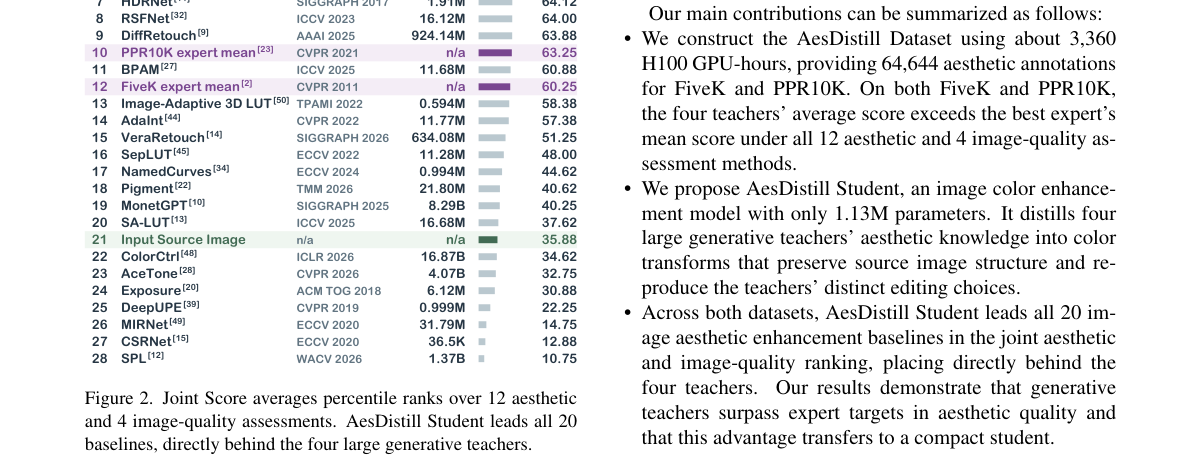 7 HDRNet SIGGRAPH 2017 1.91M 64.12
8 RSFNet[32] ICCV 2023 16.12M 64.00
9 DiffRetouch[9] AAAI 2025 924.14M 63.88
10 PPR10K expert mean[23] CVPR 2021 n/a 63.25
11 BPAM[27] ICCV 2025 11.68M 60.88
12 FiveK expert mean[2] CVPR 2011 n/a 60.25
13 Image-Adaptive 3D LUT[50] TPAMI 2022 0.594M 58.38
14 AdaInt[44] CVPR 2022 11.77M 57.38
15 VeraRetouch[14] SIGGRAPH 2026 634.08M 51.25
16 SepLUT[45] ECCV 2022 11.28M 48.00
17 NamedCurves[34] ECCV 2024 0.994M 44.62
18 Pigment[22] TMM 2026 21.80M 40.62
19 MonetGPT[10] SIGGRAPH 2025 8.29B 40.25
20 SA-LUT[13] ICCV 2025 16.68M 37.62
21 Input Source Image n/a n/a 35.88
22 ColorCtrl[48] ICLR 2026 16.87B 34.62
23 AceTone[28] CVPR 2026 4.07B 32.75
24 Exposure[20] ACM TOG 2018 6.12M 30.88
25 DeepUPE[39] CVPR 2019 0.999M 22.25
26 MIRNet[49] ECCV 2020 31.79M 14.75
27 CSRNet[15] ECCV 2020 36.5K 12.88
28 SPL[12] WACV 2026 1.37B 10.75
Figure 2. Joint Score averages percentile ranks over 12 aesthetic
and 4 image-quality assessments. AesDistill Student leads all 20
baselines, directly behind the four large generative teachers.
Our main contributions can be summarized as follows:
• We construct the AesDistill Dataset using about 3,360
H100 GPU-hours, providing 64,644 aesthetic annotations
for FiveK and PPR10K. On both FiveK and PPR10K,
the four teachers' average score exceeds the best expert's
mean score under all 12 aesthetic and 4 image-quality as-
sessment methods.
• We propose AesDistill Student, an image color enhance-
ment model with only 1.13M parameters. It distills four
large generative teachers' aesthetic knowledge into color
transforms that preserve source image structure and re-
produce the teachers' distinct editing choices.
• Across both datasets, AesDistill Student leads all 20 im-
age aesthetic enhancement baselines in the joint aesthetic
and image-quality ranking, placing directly behind the
four teachers. Our results demonstrate that generative
teachers surpass expert targets in aesthetic quality and
that this advantage transfers to a compact student.